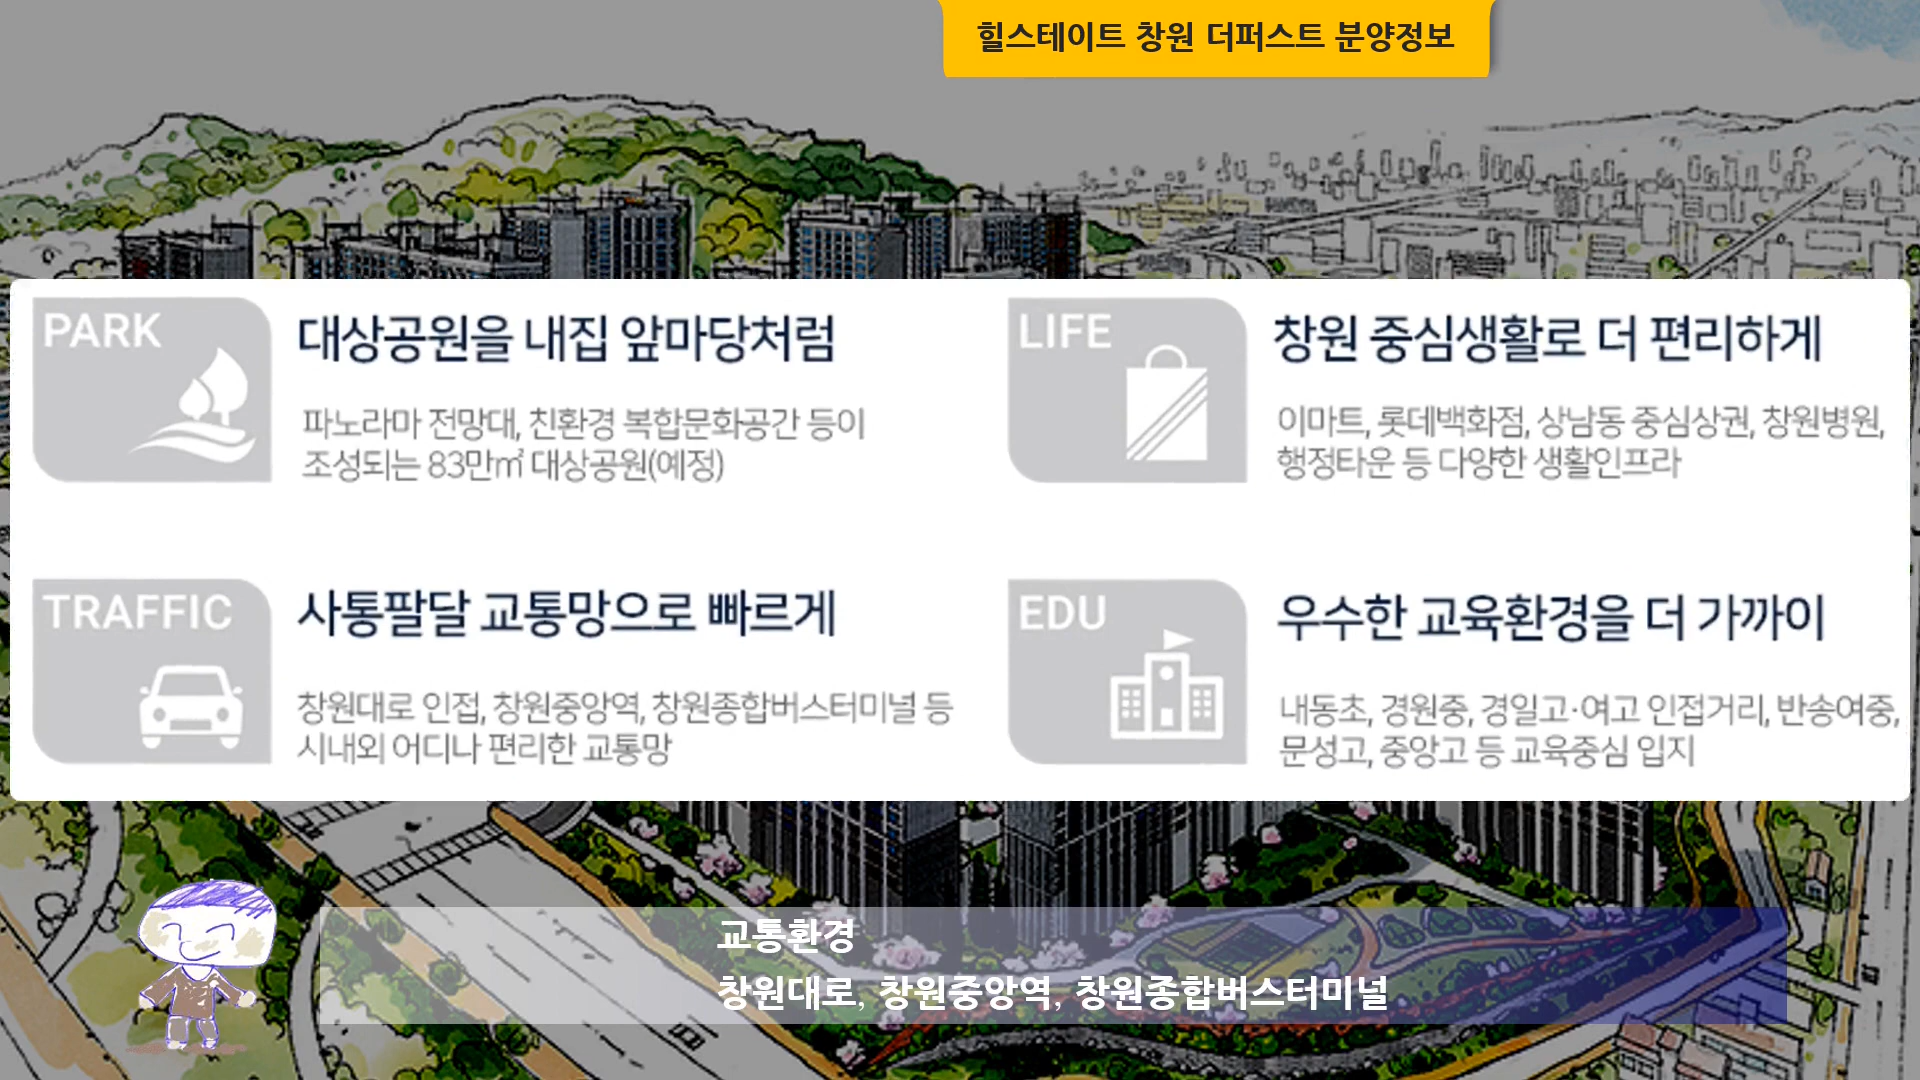 힐스테이트 창원 더퍼스트 분양정보
PARK
대상공원을 내집 앞마당처럼
파노라마 전망대, 친환경 복합문화공간 등이
조성되는 83만㎡ 대상공원(예정)
LIFE
창원 중심생활로 더 편리하게
이마트, 롯데백화점, 상남동 중심상권, 창원병원,
행정타운 등 다양한 생활인프라
TRAFFIC
사통팔달 교통망으로 빠르게
창원대로 인접, 창원중앙역, 창원종합버스터미널 등
시내외 어디나 편리한 교통망
EDU
우수한 교육환경을 더 가까이
내동초, 경원중, 경일고·여고 인접거리, 반송여중,
문성고, 중앙고 등 교육중심 입지
교통환경
창원대로, 창원중앙역, 창원종합버스터미널